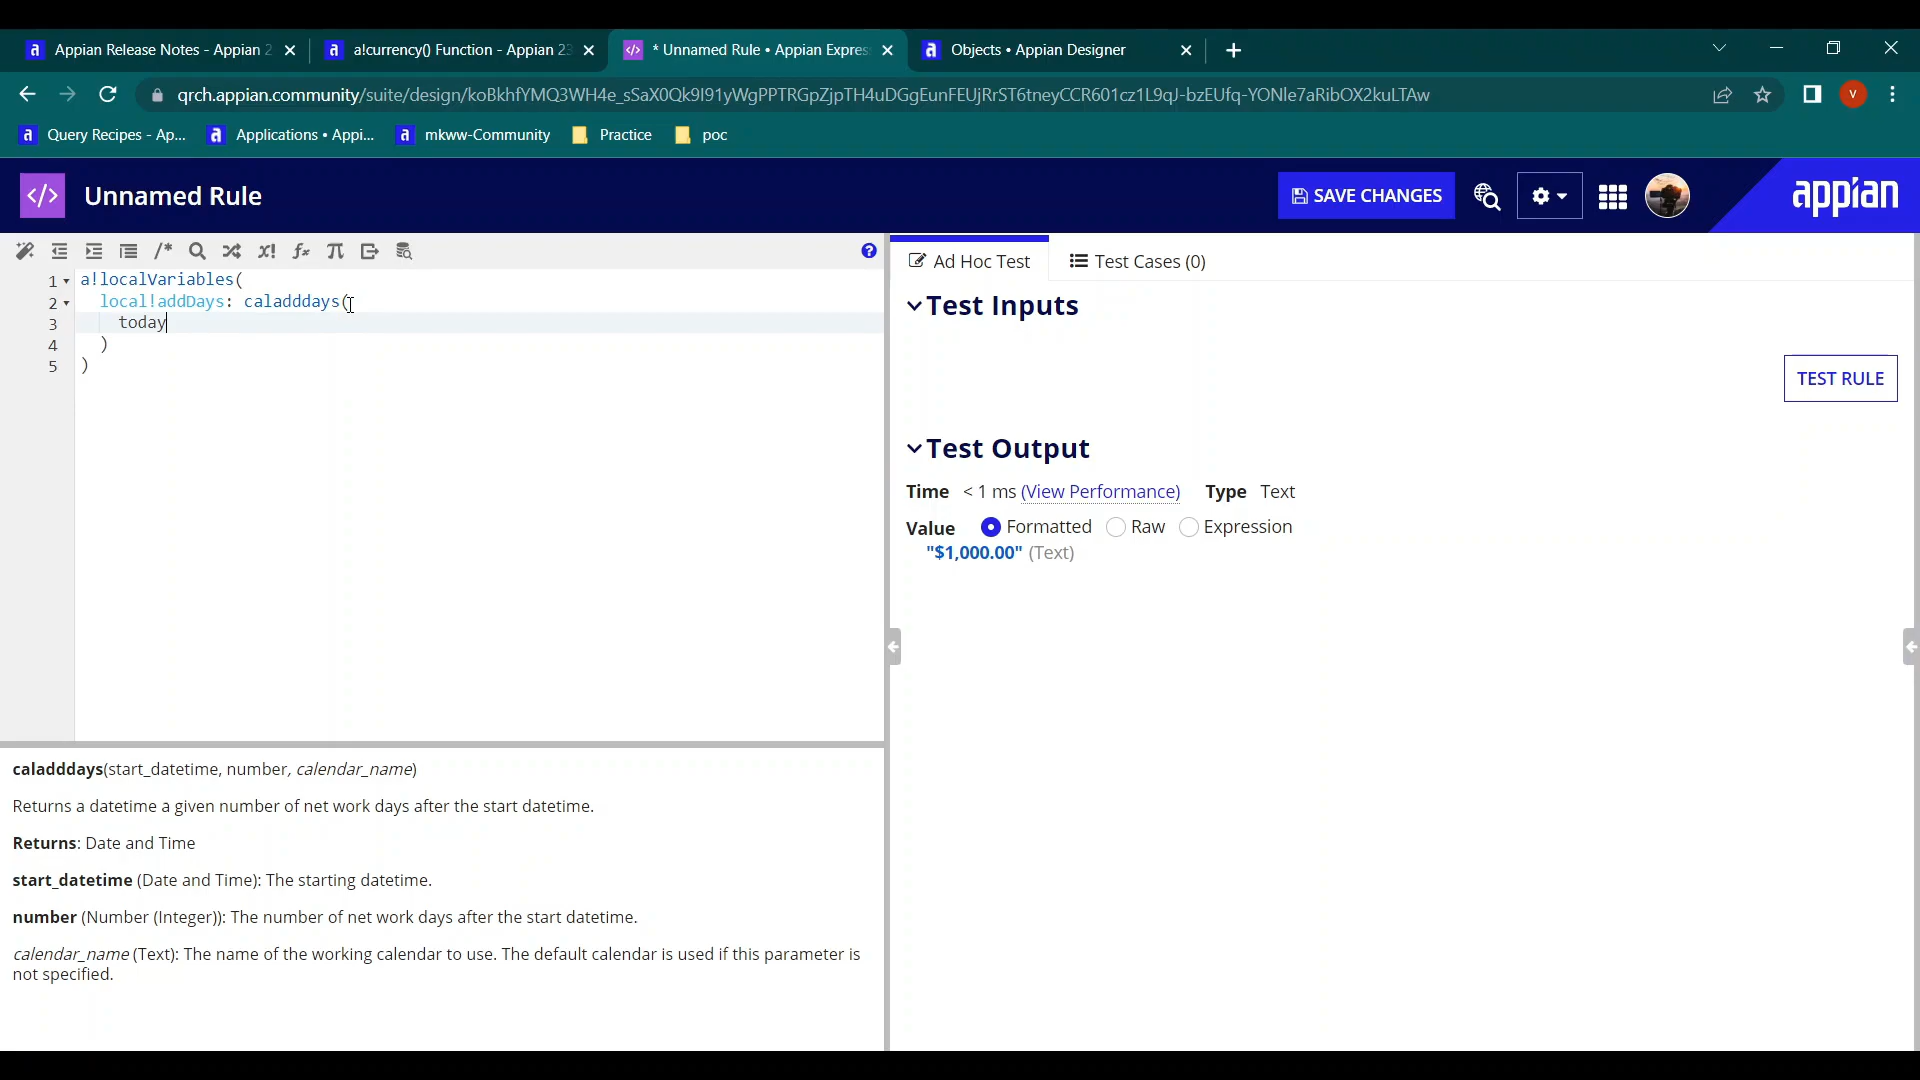 Appian Release Notes - Appian 2
a!currency() Function - Appian 23
* Unnamed Rule • Appian Expres
Objects • Appian Designer
qrch.appian.community/suite/design/koBkhfYMQ3WH4e_sSaX0Qk9I91yWgPPTRGpZjpTH4uDGgEunFEUjRrST6tneyCCR601cz1L9qJ-bzEUfq-YONle7aRibOX2kuLTAw
V
Query Recipes - Ap...
Applications • Appi...
mkww-Community
Practice
poc
Unnamed Rule
SAVE CHANGES
appian
1 a!localVariables(
2 local!addDays: caladddays(
3 today
4 )
5 )
caladddays(start_datetime, number, calendar_name)
Returns a datetime a given number of net work days after the start datetime.
Returns: Date and Time
start_datetime (Date and Time): The starting datetime.
number (Number (Integer)): The number of net work days after the start datetime.
calendar_name (Text): The name of the working calendar to use. The default calendar is used if this parameter is
not specified.
Ad Hoc Test
Test Cases (0)
Test Inputs
TEST RULE
Test Output
Time < 1 ms (View Performance) Type Text
Value Formatted Raw Expression
"$1,000.00" (Text)